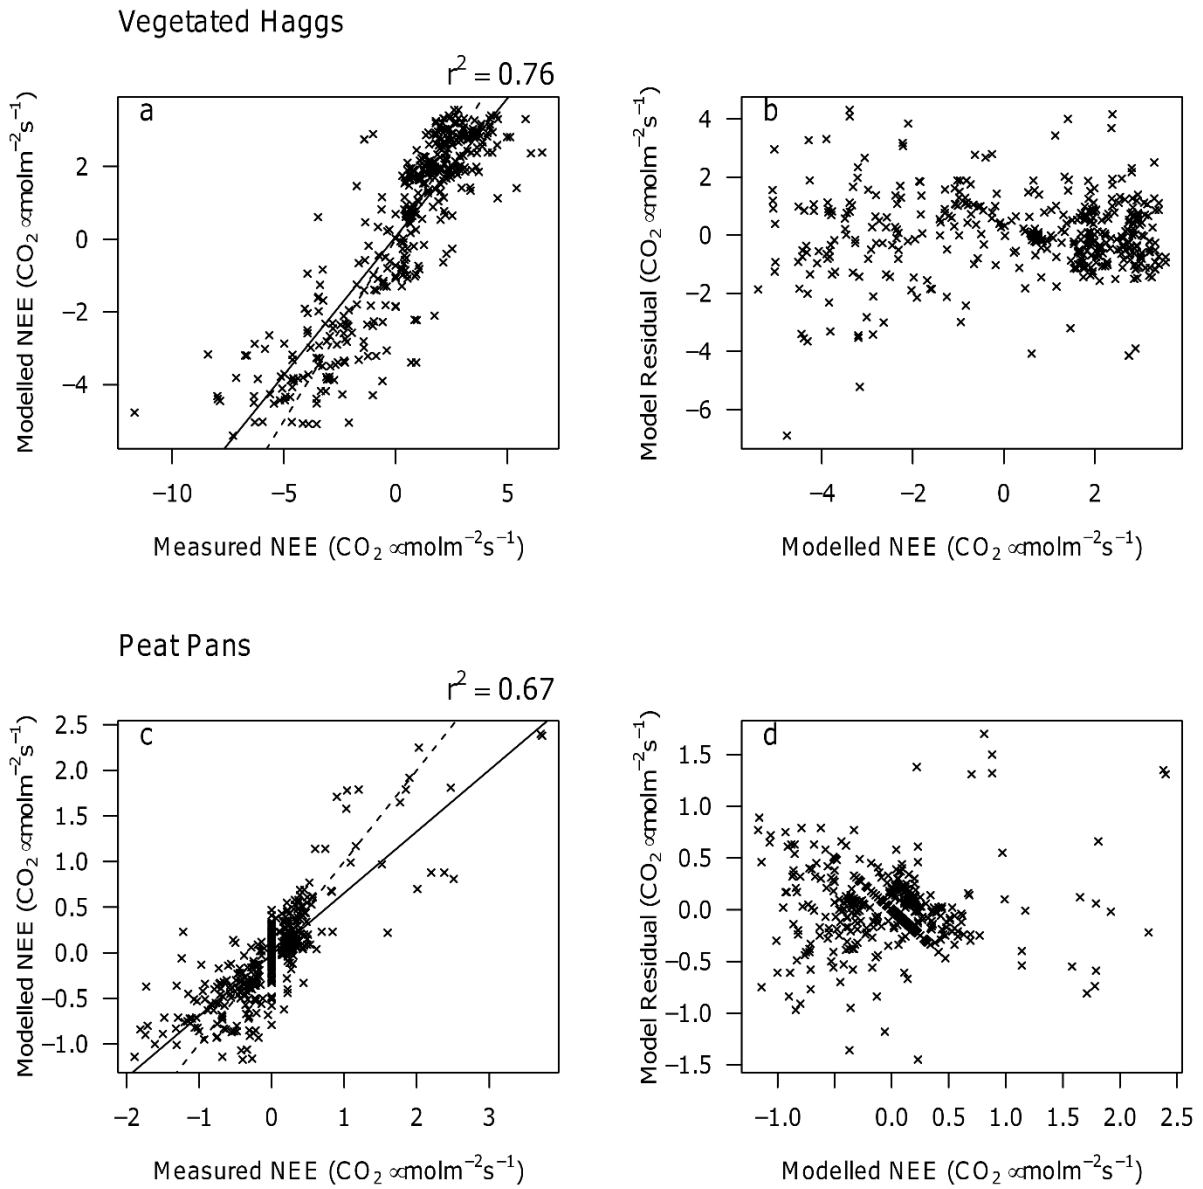 Vegetated Haggs
r² = 0.76
a
Modelled NEE (CO₂ ∝molm⁻²s⁻¹)
2
0
−2
−4
−10 −5 0 5
Measured NEE (CO₂ ∝molm⁻²s⁻¹)
b
Model Residual (CO₂ ∝molm⁻²s⁻¹)
4
2
0
−2
−4
−6
−4 −2 0 2
Modelled NEE (CO₂ ∝molm⁻²s⁻¹)
Peat Pans
r² = 0.67
c
Modelled NEE (CO₂ ∝molm⁻²s⁻¹)
2.5
2.0
1.5
1.0
0.5
0.0
−0.5
−1.0
−2 −1 0 1 2 3
Measured NEE (CO₂ ∝molm⁻²s⁻¹)
d
Model Residual (CO₂ ∝molm⁻²s⁻¹)
1.5
1.0
0.5
0.0
−0.5
−1.0
−1.5
−1.0 0.0 0.5 1.0 1.5 2.0 2.5
Modelled NEE (CO₂ ∝molm⁻²s⁻¹)